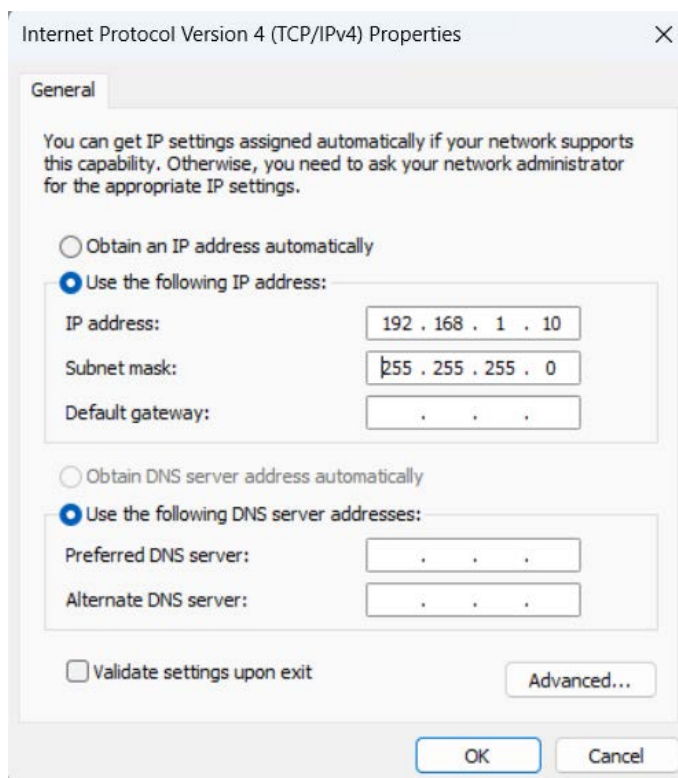 Internet Protocol Version 4 (TCP/IPv4) Properties
General
You can get IP settings assigned automatically if your network supports
this capability. Otherwise, you need to ask your network administrator
for the appropriate IP settings.
Obtain an IP address automatically
Use the following IP address:
IP address: 192 . 168 . 1 . 10
Subnet mask: 255 . 255 . 255 . 0
Default gateway: . . .
Obtain DNS server address automatically
Use the following DNS server addresses:
Preferred DNS server: . . .
Alternate DNS server: . . .
Validate settings upon exit
Advanced...
OK Cancel